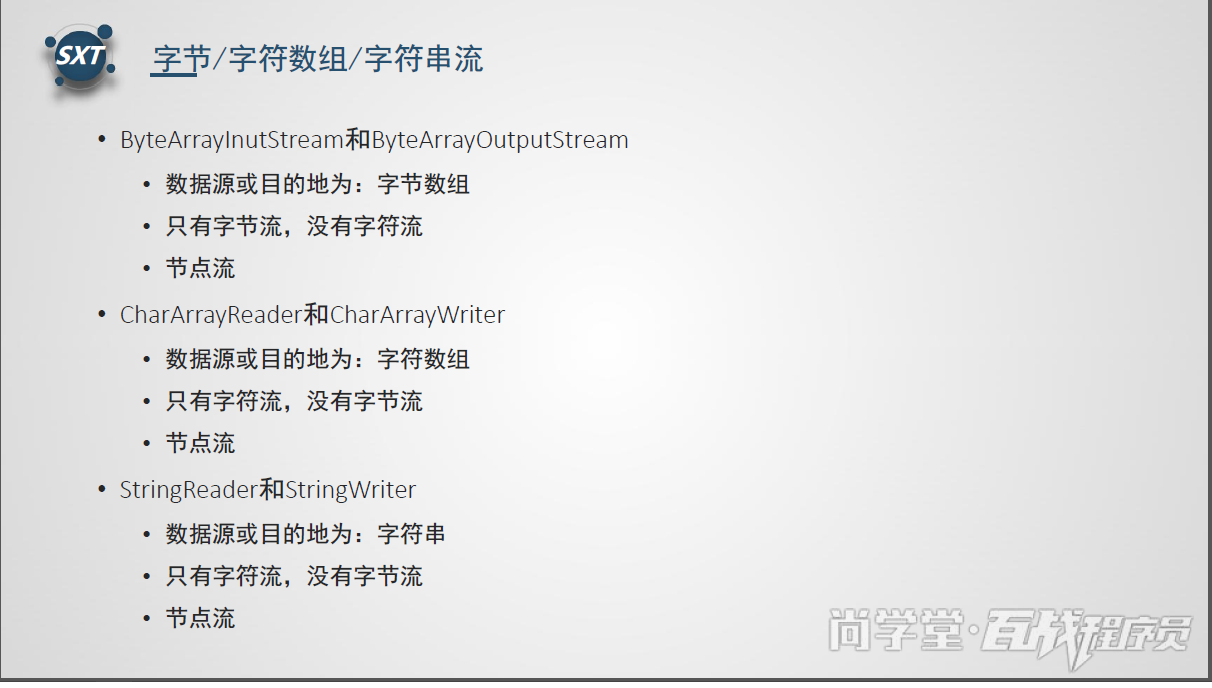 SXT
字节/字符数组/字符串流
• ByteArrayInutStream和ByteArrayOutputStream
• 数据源或目的地为：字节数组
• 只有字节流，没有字符流
• 节点流
• CharArrayReader和CharArrayWriter
• 数据源或目的地为：字符数组
• 只有字符流，没有字节流
• 节点流
• StringReader和StringWriter
• 数据源或目的地为：字符串
• 只有字符流，没有字节流
• 节点流
尚学堂·百战程序员